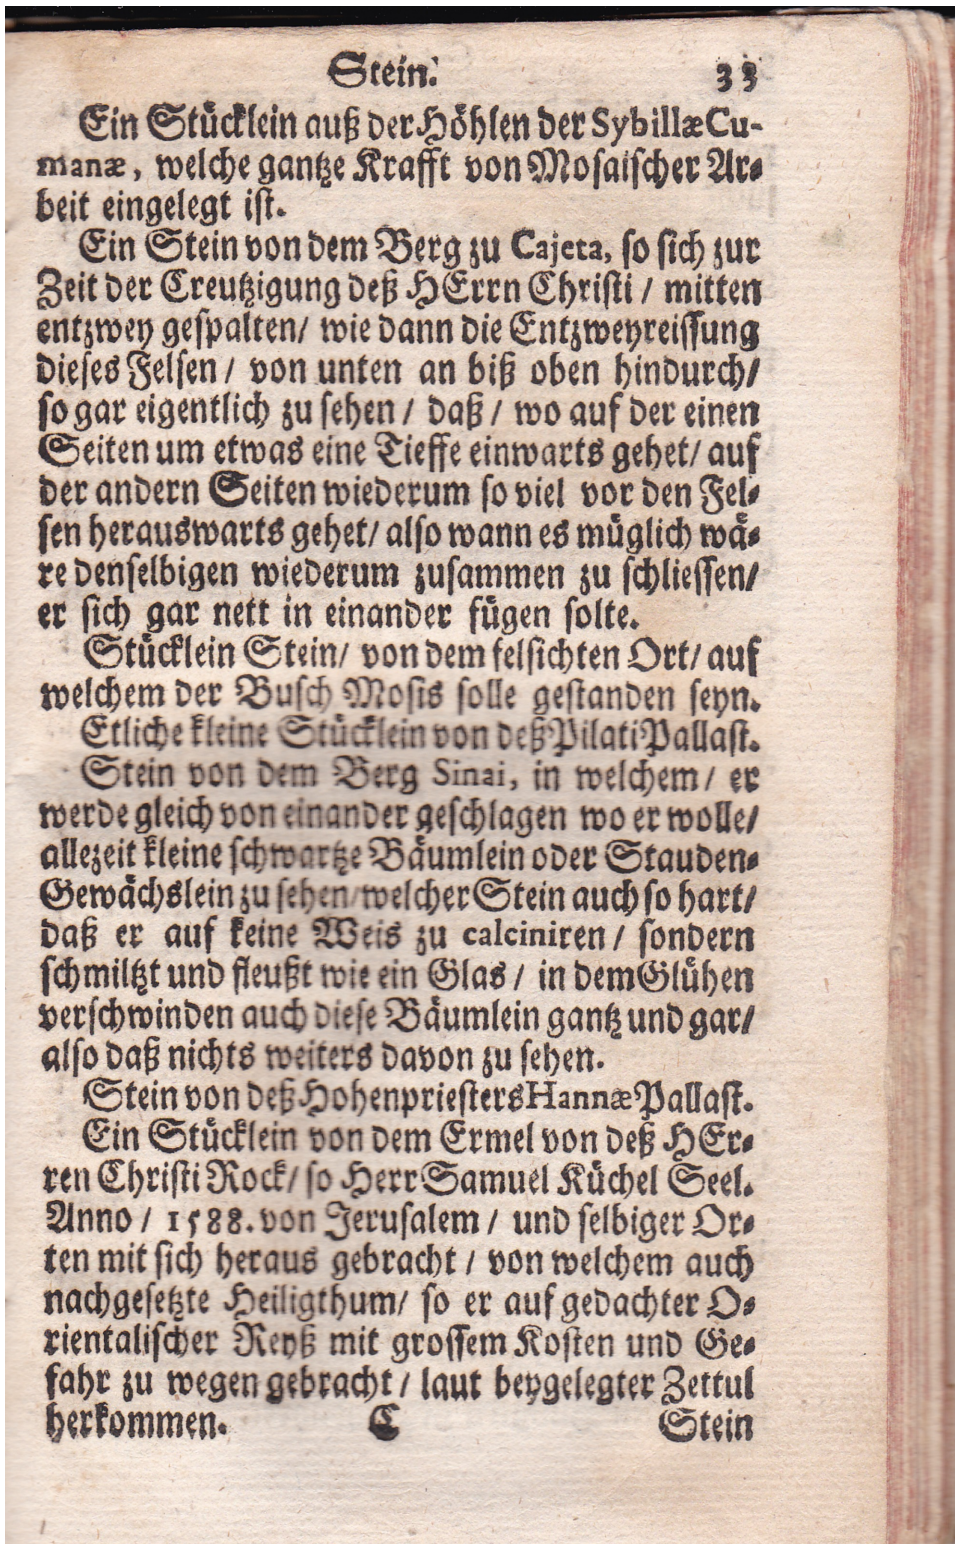 Stein. 33
Ein Stücklein auß der Höhlen der Sybillæ Cu-
manæ, welche gantze Krafft von Mosaischer Ar-
beit eingelegt ist.
Ein Stein von dem Berg zu Cajeta, so sich zur
Zeit der Creutzigung deß HErrn Christi / mitten
entzwey gespalten/ wie dann die Entzweyreissung
dieses Felsen / von unten an biß oben hindurch/
so gar eigentlich zu sehen / daß / wo auf der einen
Seiten um etwas eine Tieffe einwarts gehet/ auf
der andern Seiten wiederum so viel vor den Fel-
sen herauswarts gehet/ also wann es müglich wä-
re denselbigen wiederum zusammen zu schliessen/
er sich gar nett in einander fügen solte.
Stücklein Stein/ von dem felsichten Ort/ auf
welchem der Busch Mosis solle gestanden seyn.
Etliche kleine Stücklein von deß Pilati Pallast.
Stein von dem Berg Sinai, in welchem / er
werde gleich von einander geschlagen wo er wolle/
allezeit kleine schwartze Bäumlein oder Stauden-
Gewächslein zu sehen/ welcher Stein auch so hart/
daß er auf keine Weis zu calciniren / sondern
schmiltzt und fleußt wie ein Glas / in dem Glühen
verschwinden auch diese Bäumlein gantz und gar/
also daß nichts weiters davon zu sehen.
Stein von deß Hohenpriesters Hannæ Pallast.
Ein Stücklein von dem Ermel von deß HEr-
ren Christi Rock/ so Herr Samuel Küchel Seel.
Anno / 1588. von Jerusalem / und selbiger Or-
ten mit sich heraus gebracht / von welchem auch
nachgesetzte Heiligthum/ so er auf gedachter O-
rientalischer Reyß mit grossem Kosten und Ge-
fahr zu wegen gebracht / laut beygelegter Zettul
herkommen. C Stein